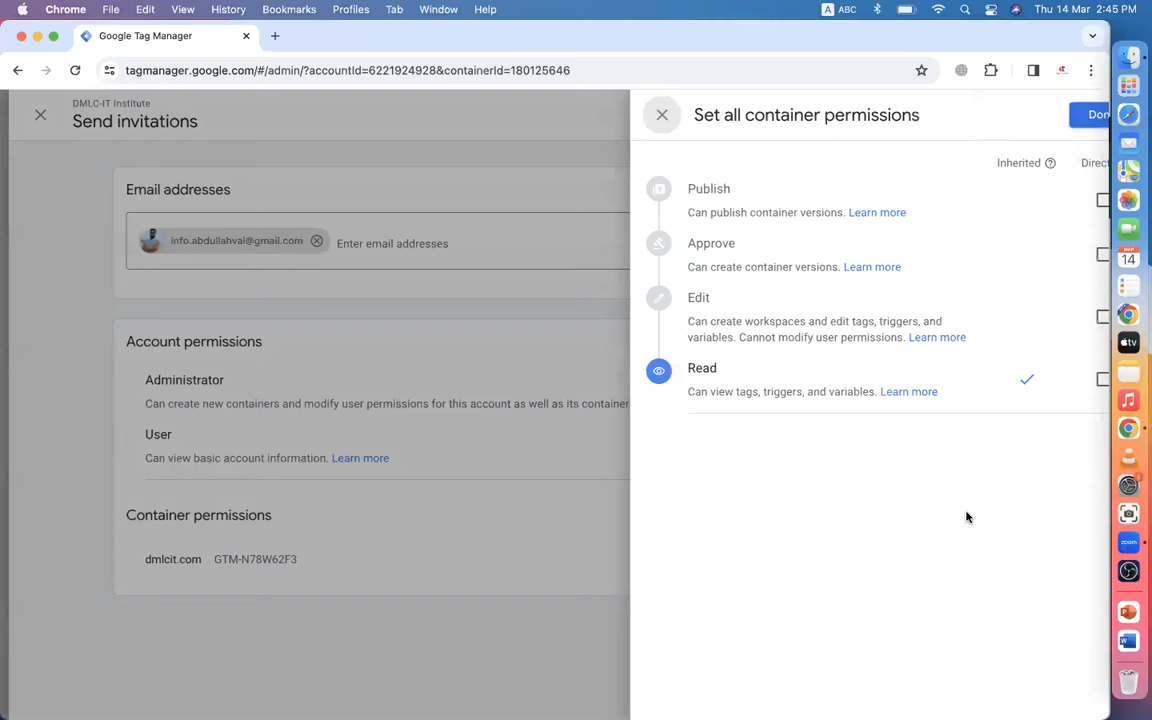 Chrome File Edit View History Bookmarks Profiles Tab Window Help A ABC Thu 14 Mar 2:45 PM
Google Tag Manager
tagmanager.google.com/#/admin/?accountId=6221924928&containerId=180125646
DMLC-IT Institute
Send invitations
Email addresses
info.abdullahval@gmail.com Enter email addresses
Account permissions
Administrator
Can create new containers and modify user permissions for this account as well as its container
User
Can view basic account information. Learn more
Container permissions
dmlcit.com GTM-N78W62F3
Set all container permissions
Don
Inherited Direct
Publish
Can publish container versions. Learn more
Approve
Can create container versions. Learn more
Edit
Can create workspaces and edit tags, triggers, and
variables. Cannot modify user permissions. Learn more
Read
Can view tags, triggers, and variables. Learn more
14
tv
zoom